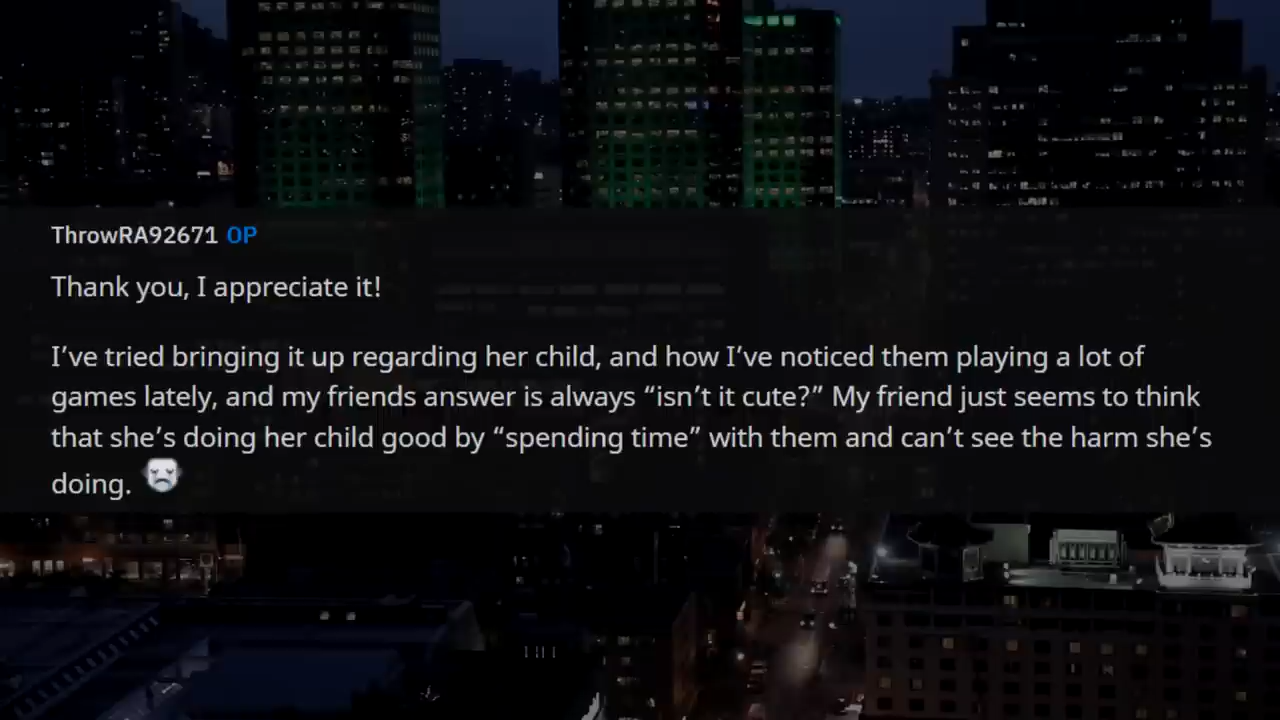 ThrowRA92671 OP
Thank you, I appreciate it!
I’ve tried bringing it up regarding her child, and how I’ve noticed them playing a lot of
games lately, and my friends answer is always “isn’t it cute?” My friend just seems to think
that she’s doing her child good by “spending time” with them and can’t see the harm she’s
doing.